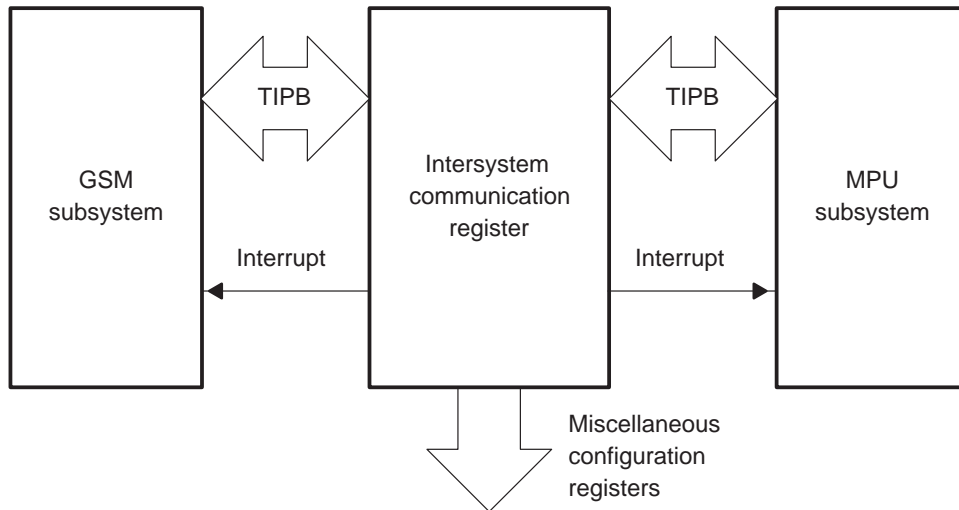 TIPB
TIPB
GSM
subsystem
Intersystem
communication
register
MPU
subsystem
Interrupt
Interrupt
Miscellaneous
configuration
registers